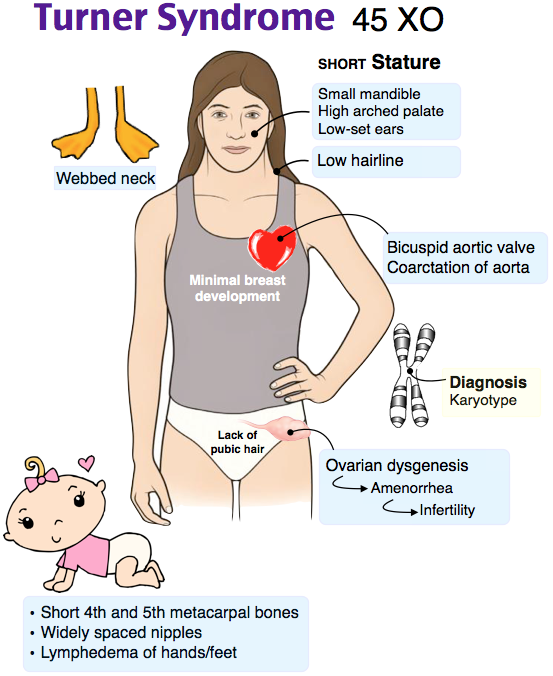 Turner Syndrome 45 XO
SHORT Stature
Small mandible
High arched palate
Low-set ears
Low hairline
Webbed neck
Bicuspid aortic valve
Coarctation of aorta
Minimal breast
development
Diagnosis
Karyotype
Lack of
pubic hair
Ovarian dysgenesis
Amenorrhea
Infertility
• Short 4th and 5th metacarpal bones
• Widely spaced nipples
• Lymphedema of hands/feet